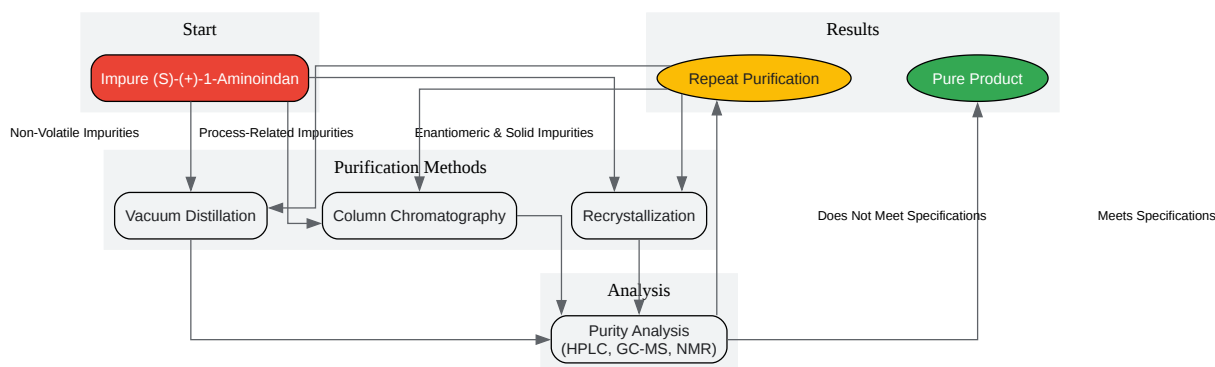 Start
Results
Impure (S)-(+)-1-Aminoindan
Repeat Purification
Pure Product
Non-Volatile Impurities
Process-Related Impurities
Enantiomeric & Solid Impurities
Purification Methods
Vacuum Distillation
Column Chromatography
Recrystallization
Does Not Meet Specifications
Meets Specifications
Analysis
Purity Analysis
(HPLC, GC-MS, NMR)